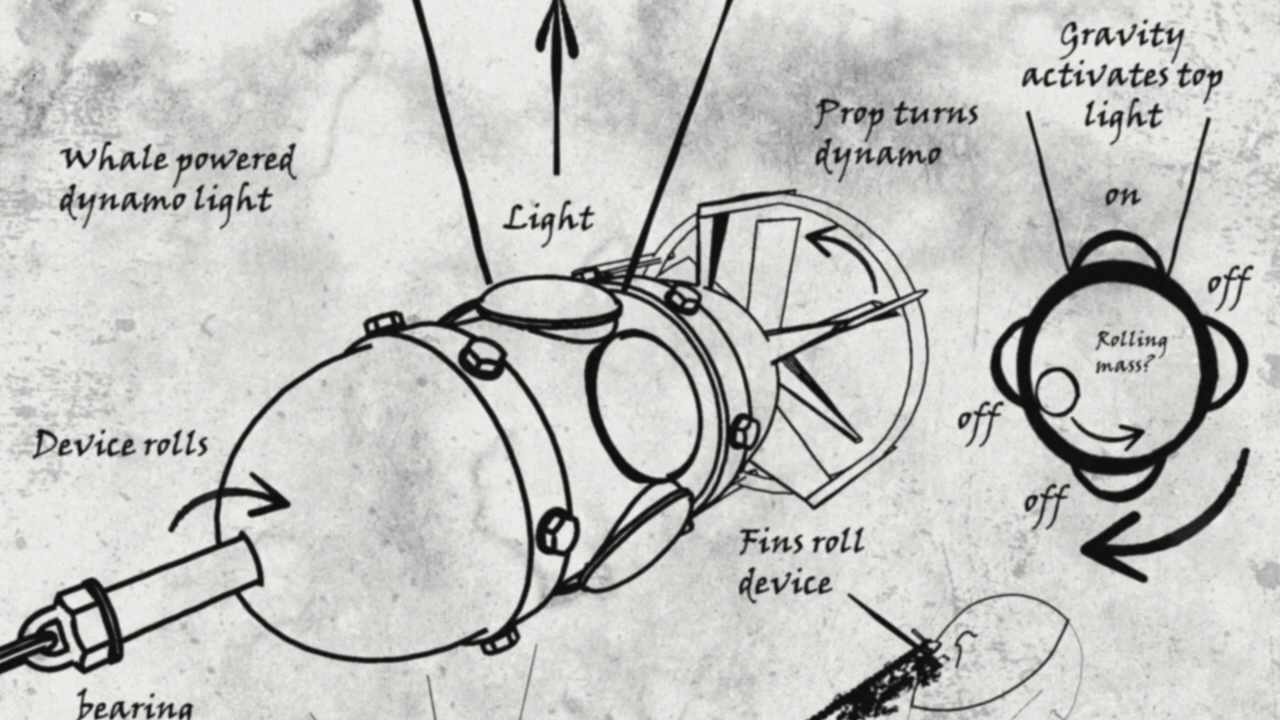 Whale powered
dynamo light
Light
Prop turns
dynamo
Gravity
activates top
light
on
off
Rolling
mass?
off
off
Device rolls
Fins roll
device
bearing